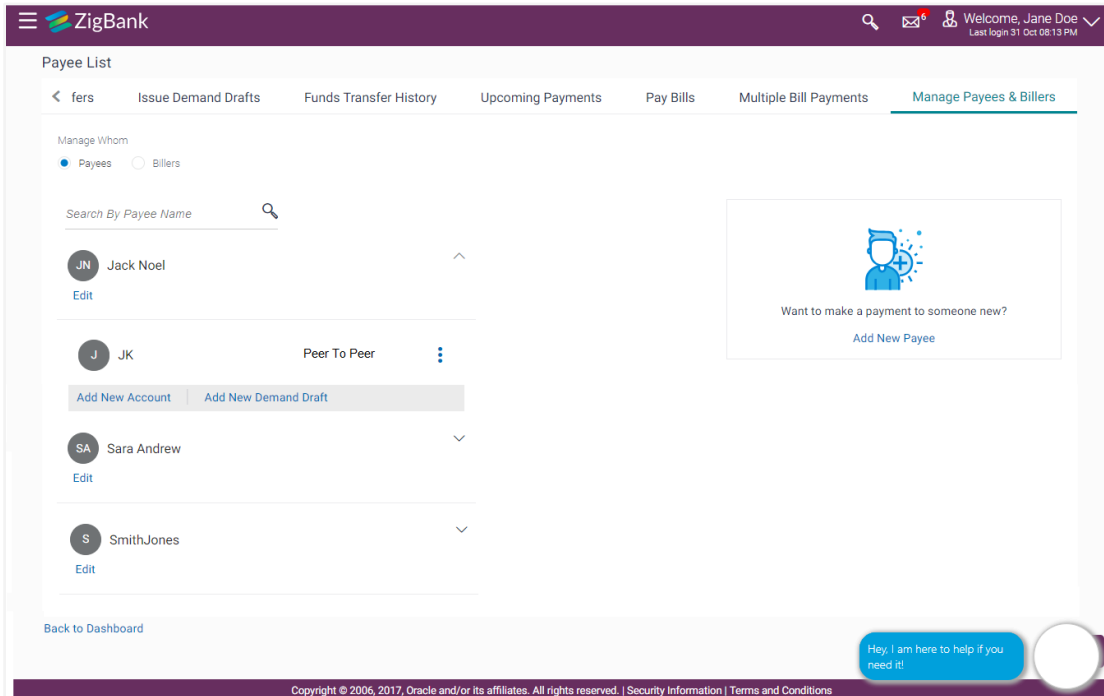 ZigBank
6
Welcome, Jane Doe
Last login 31 Oct 08:13 PM
Payee List
fers Issue Demand Drafts Funds Transfer History Upcoming Payments Pay Bills Multiple Bill Payments Manage Payees & Billers
Manage Whom
Payees Billers
Search By Payee Name
JN Jack Noel
Edit
J JK Peer To Peer
Add New Account Add New Demand Draft
SA Sara Andrew
Edit
S SmithJones
Edit
Want to make a payment to someone new?
Add New Payee
Back to Dashboard
Hey, I am here to help if you
need it!
Copyright © 2006, 2017, Oracle and/or its affiliates. All rights reserved. | Security Information | Terms and Conditions